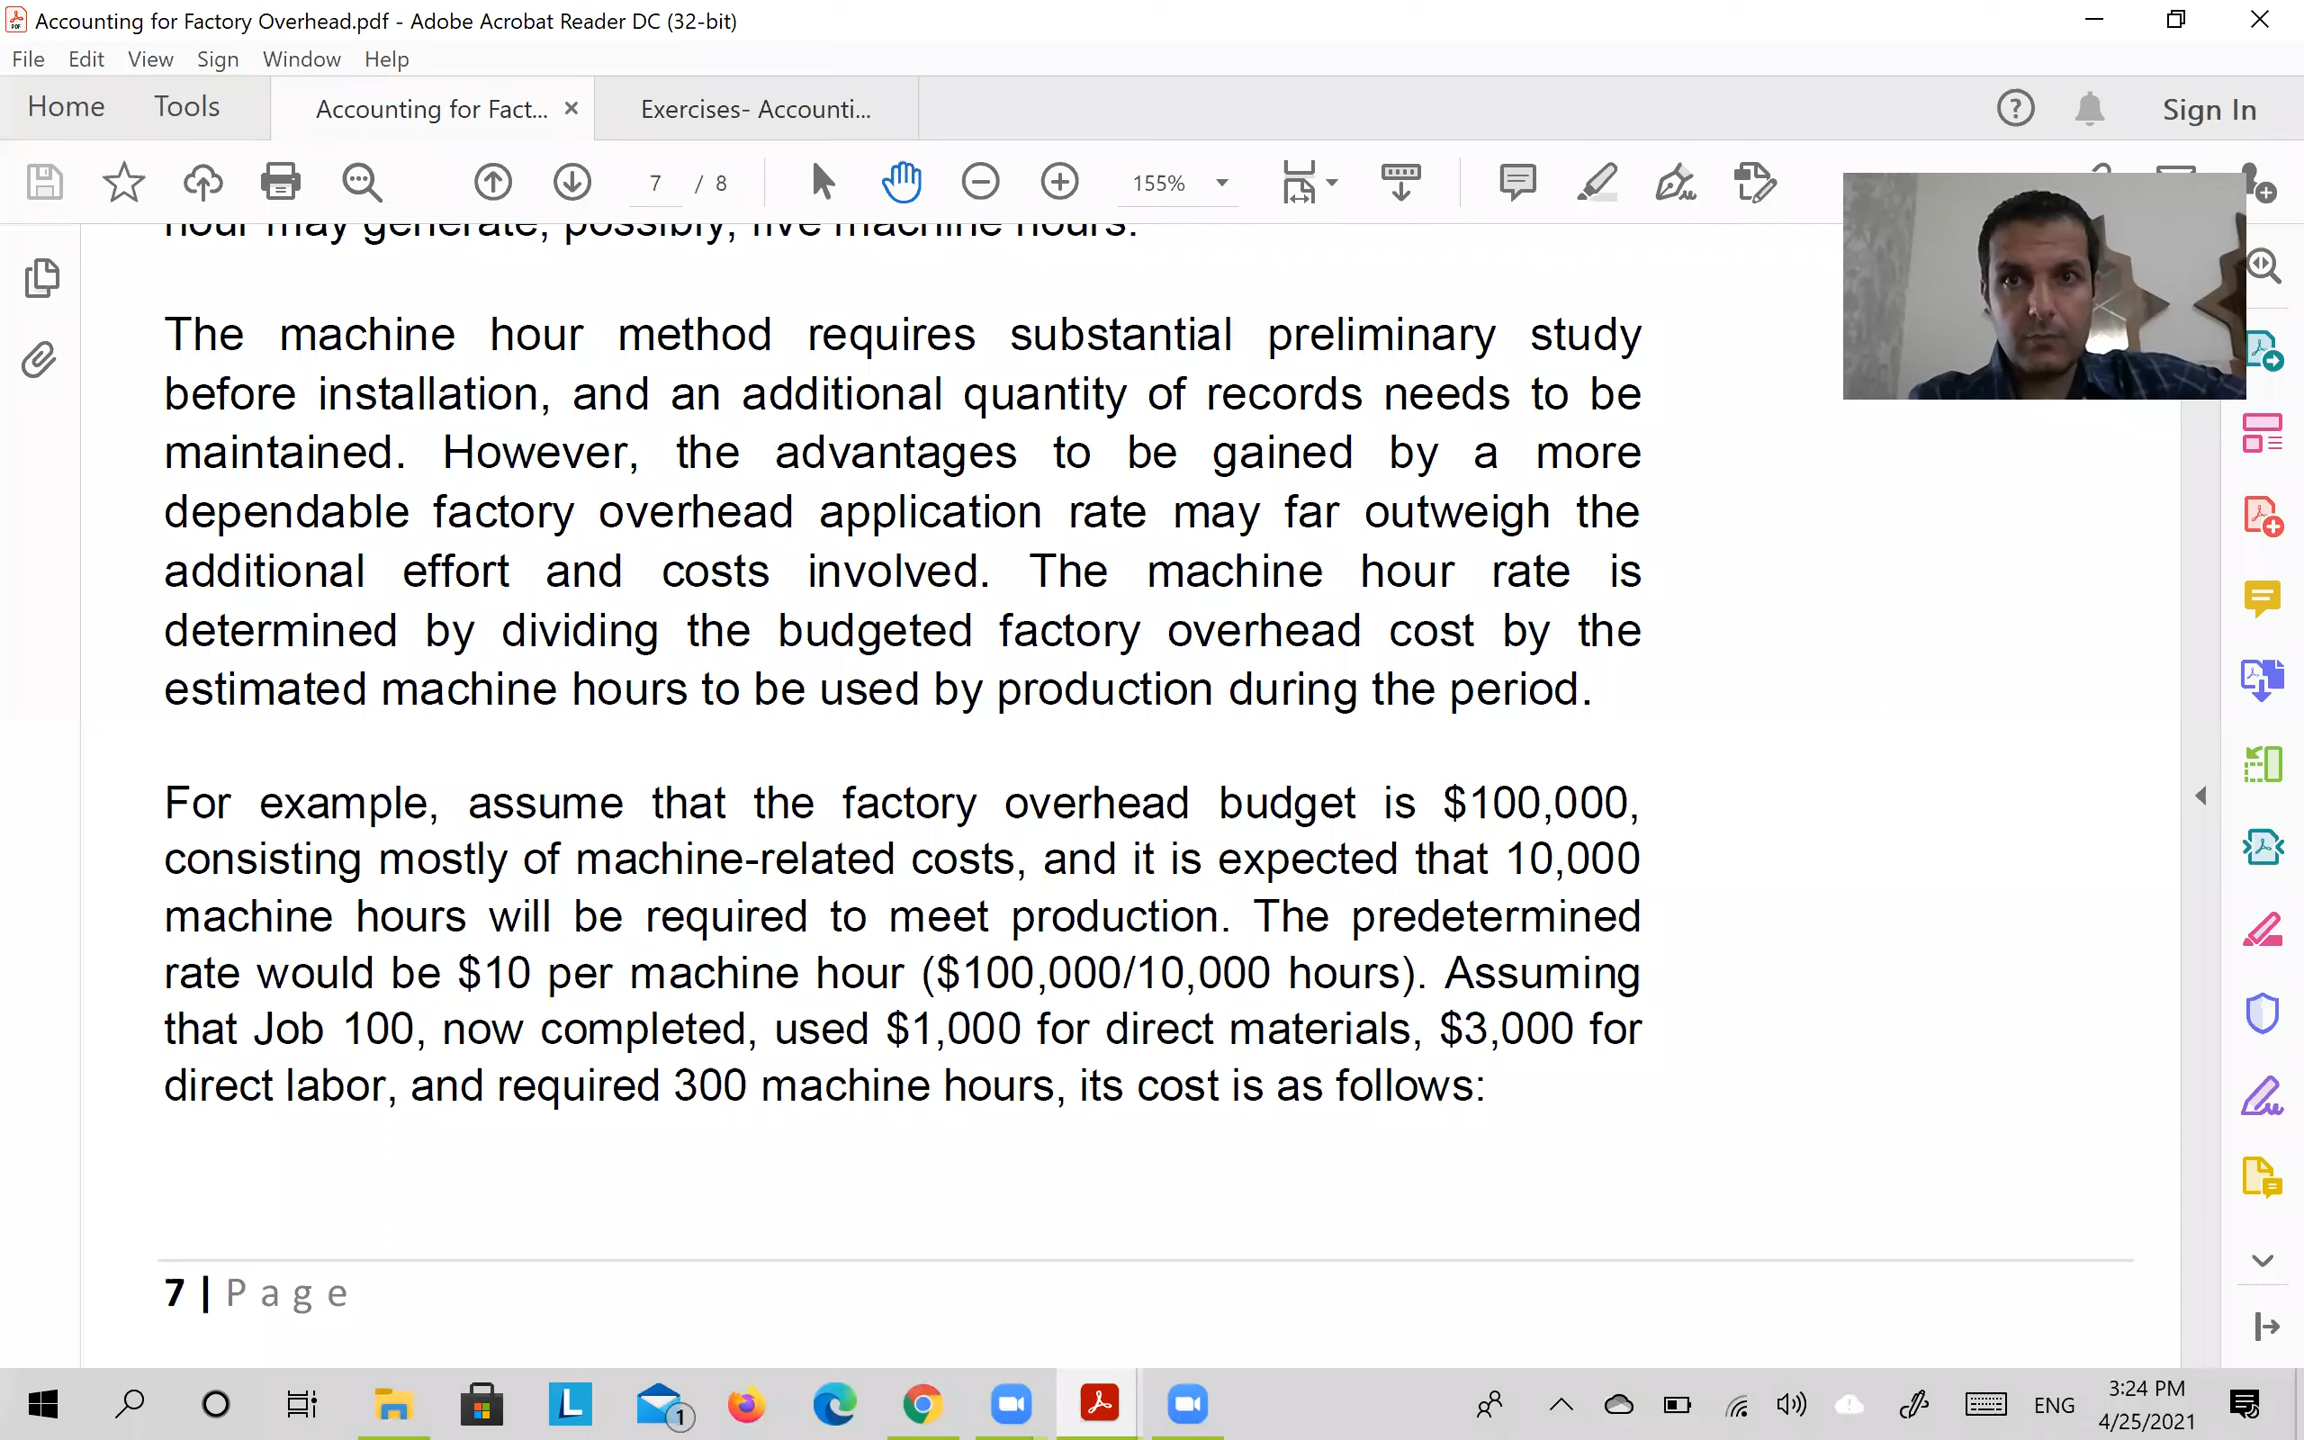 Accounting for Factory Overhead.pdf - Adobe Acrobat Reader DC (32-bit)
File Edit View Sign Window Help
Home Tools Accounting for Fact... × Exercises- Accounti... Sign In
7 / 8 155%
hour may generate, possibly, five machine hours.
The machine hour method requires substantial preliminary study
before installation, and an additional quantity of records needs to be
maintained. However, the advantages to be gained by a more
dependable factory overhead application rate may far outweigh the
additional effort and costs involved. The machine hour rate is
determined by dividing the budgeted factory overhead cost by the
estimated machine hours to be used by production during the period.
For example, assume that the factory overhead budget is $100,000,
consisting mostly of machine-related costs, and it is expected that 10,000
machine hours will be required to meet production. The predetermined
rate would be $10 per machine hour ($100,000/10,000 hours). Assuming
that Job 100, now completed, used $1,000 for direct materials, $3,000 for
direct labor, and required 300 machine hours, its cost is as follows:
7 | Page
L 1 ENG 3:24 PM
4/25/2021